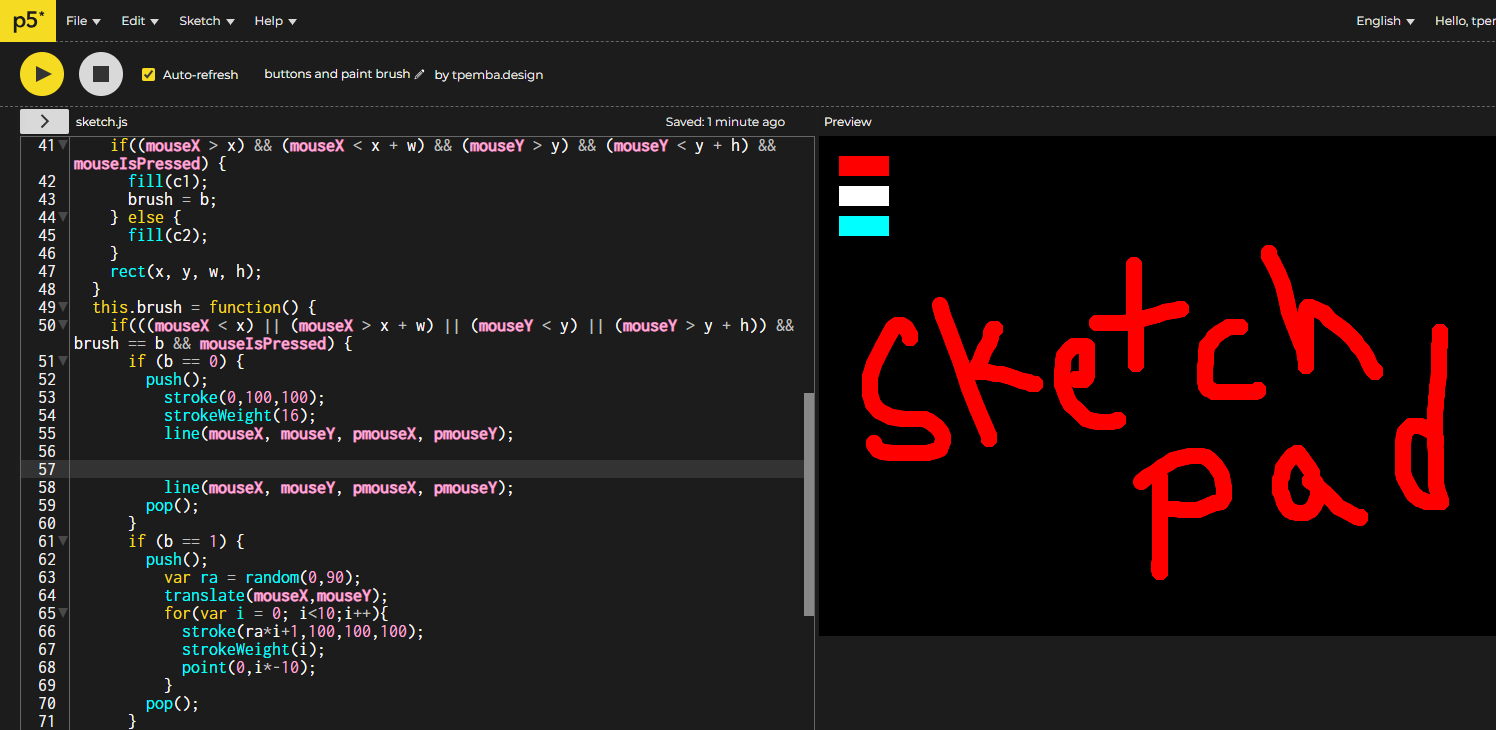 p5* File Edit Sketch Help English Hello, tper
Auto-refresh buttons and paint brush by tpemba.design
sketch.js Saved: 1 minute ago Preview
41 if((mouseX > x) && (mouseX < x + w) && (mouseY > y) && (mouseY < y + h) &&
mouseIsPressed) {
42 fill(c1);
43 brush = b;
44 } else {
45 fill(c2);
46 }
47 rect(x, y, w, h);
48 }
49 this.brush = function() {
50 if(((mouseX < x) || (mouseX > x + w) || (mouseY < y) || (mouseY > y + h)) &&
brush == b && mouseIsPressed) {
51 if (b == 0) {
52 push();
53 stroke(0,100,100);
54 strokeWeight(16);
55 line(mouseX, mouseY, pmouseX, pmouseY);
56
57
58 line(mouseX, mouseY, pmouseX, pmouseY);
59 pop();
60 }
61 if (b == 1) {
62 push();
63 var ra = random(0,90);
64 translate(mouseX,mouseY);
65 for(var i = 0; i<10;i++){
66 stroke(ra*i+1,100,100,100);
67 strokeWeight(i);
68 point(0,i*-10);
69 }
70 pop();
71 }
Sketch
pad